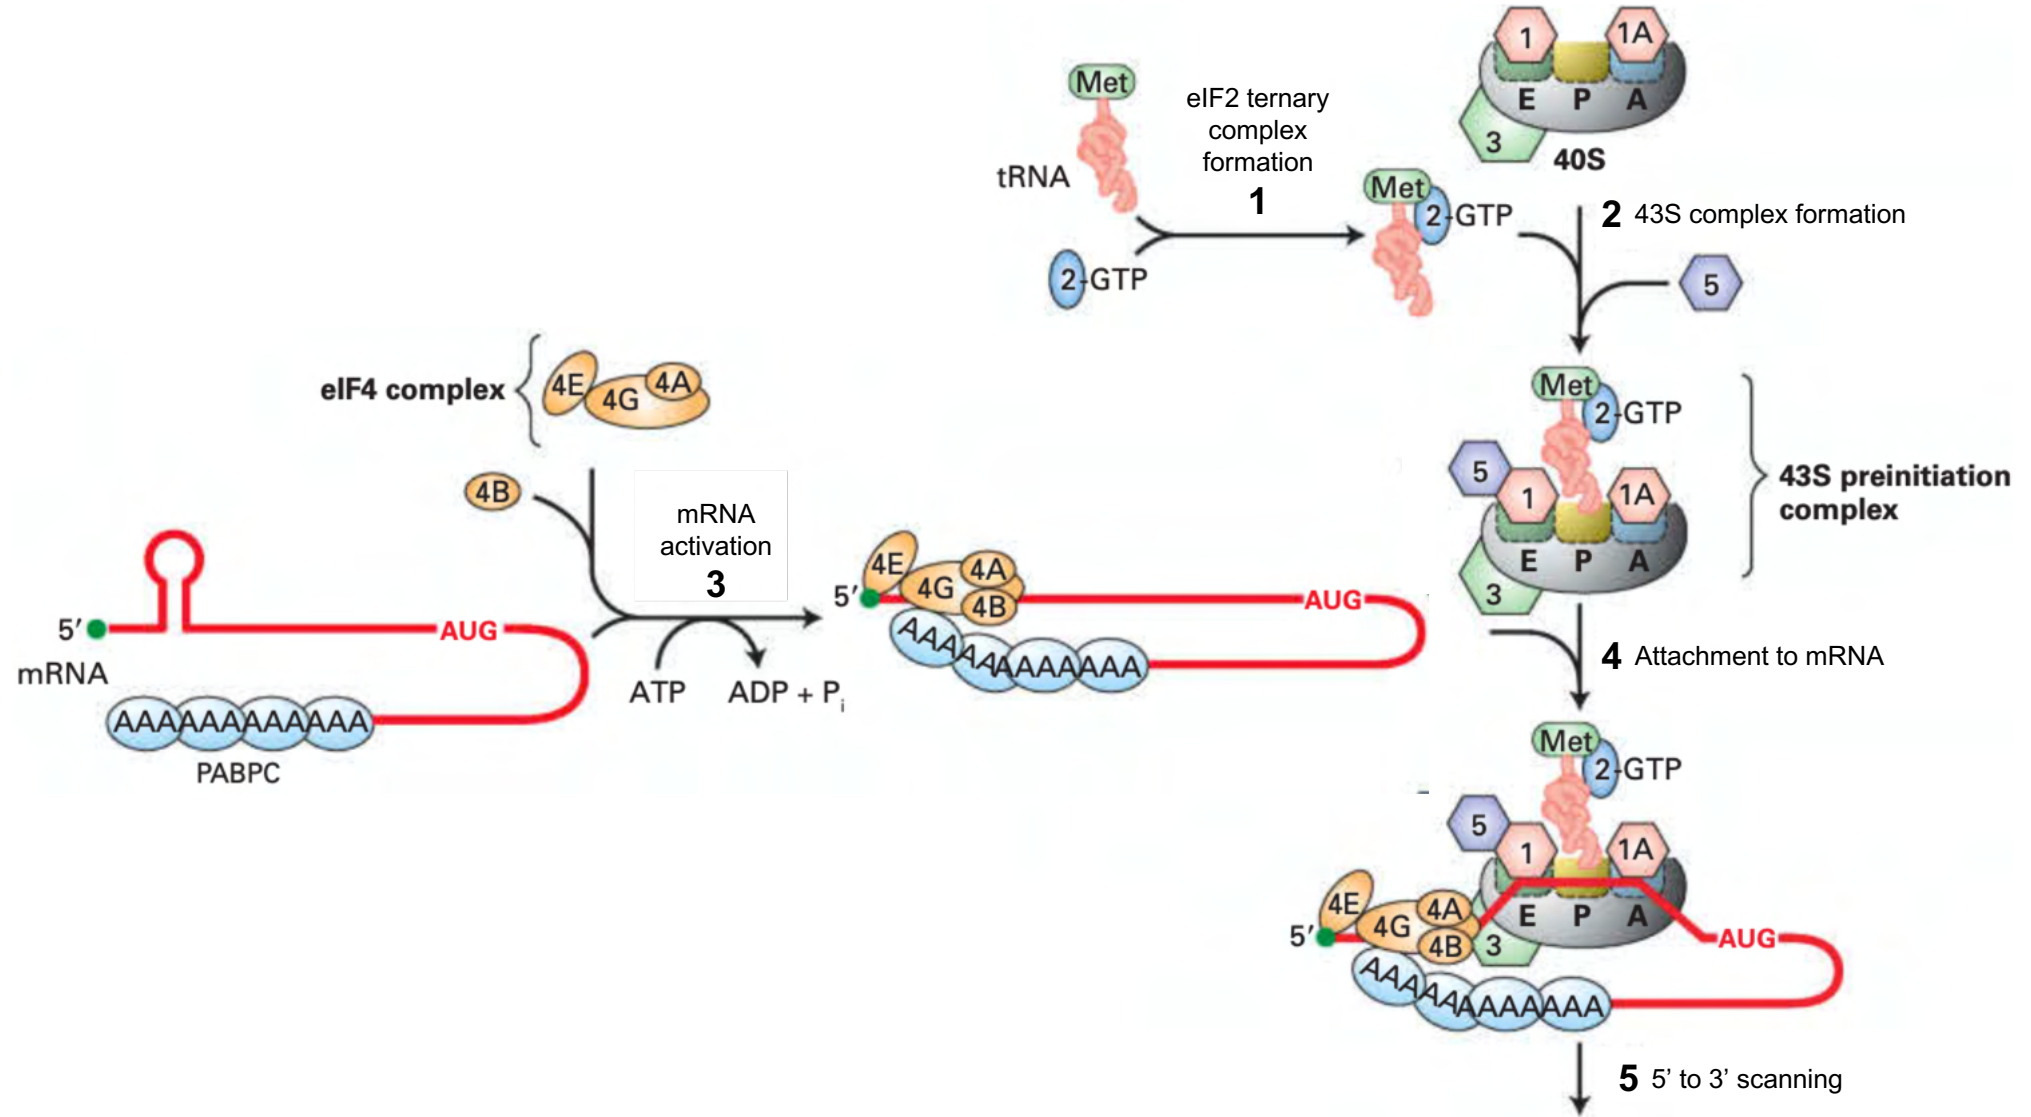 1
1A
E P A
3
40S
Met
tRNA
2-GTP
eIF2 ternary
complex
formation
1
Met
2-GTP
2 43S complex formation
5
Met
2-GTP
5
1
1A
E P A
3
43S preinitiation
complex
eIF4 complex
4E
4G
4A
4B
mRNA
activation
3
5′
AUG
mRNA
AAAAAAAAAAAA
PABPC
ATP
ADP + Pi
4E
4G
4A
4B
5′
AUG
AAAAAAAAAAAA
4 Attachment to mRNA
Met
2-GTP
5
1
1A
E P A
3
4E
4G
4A
4B
5′
AUG
AAAAAAAAAAAA
5 5’ to 3’ scanning